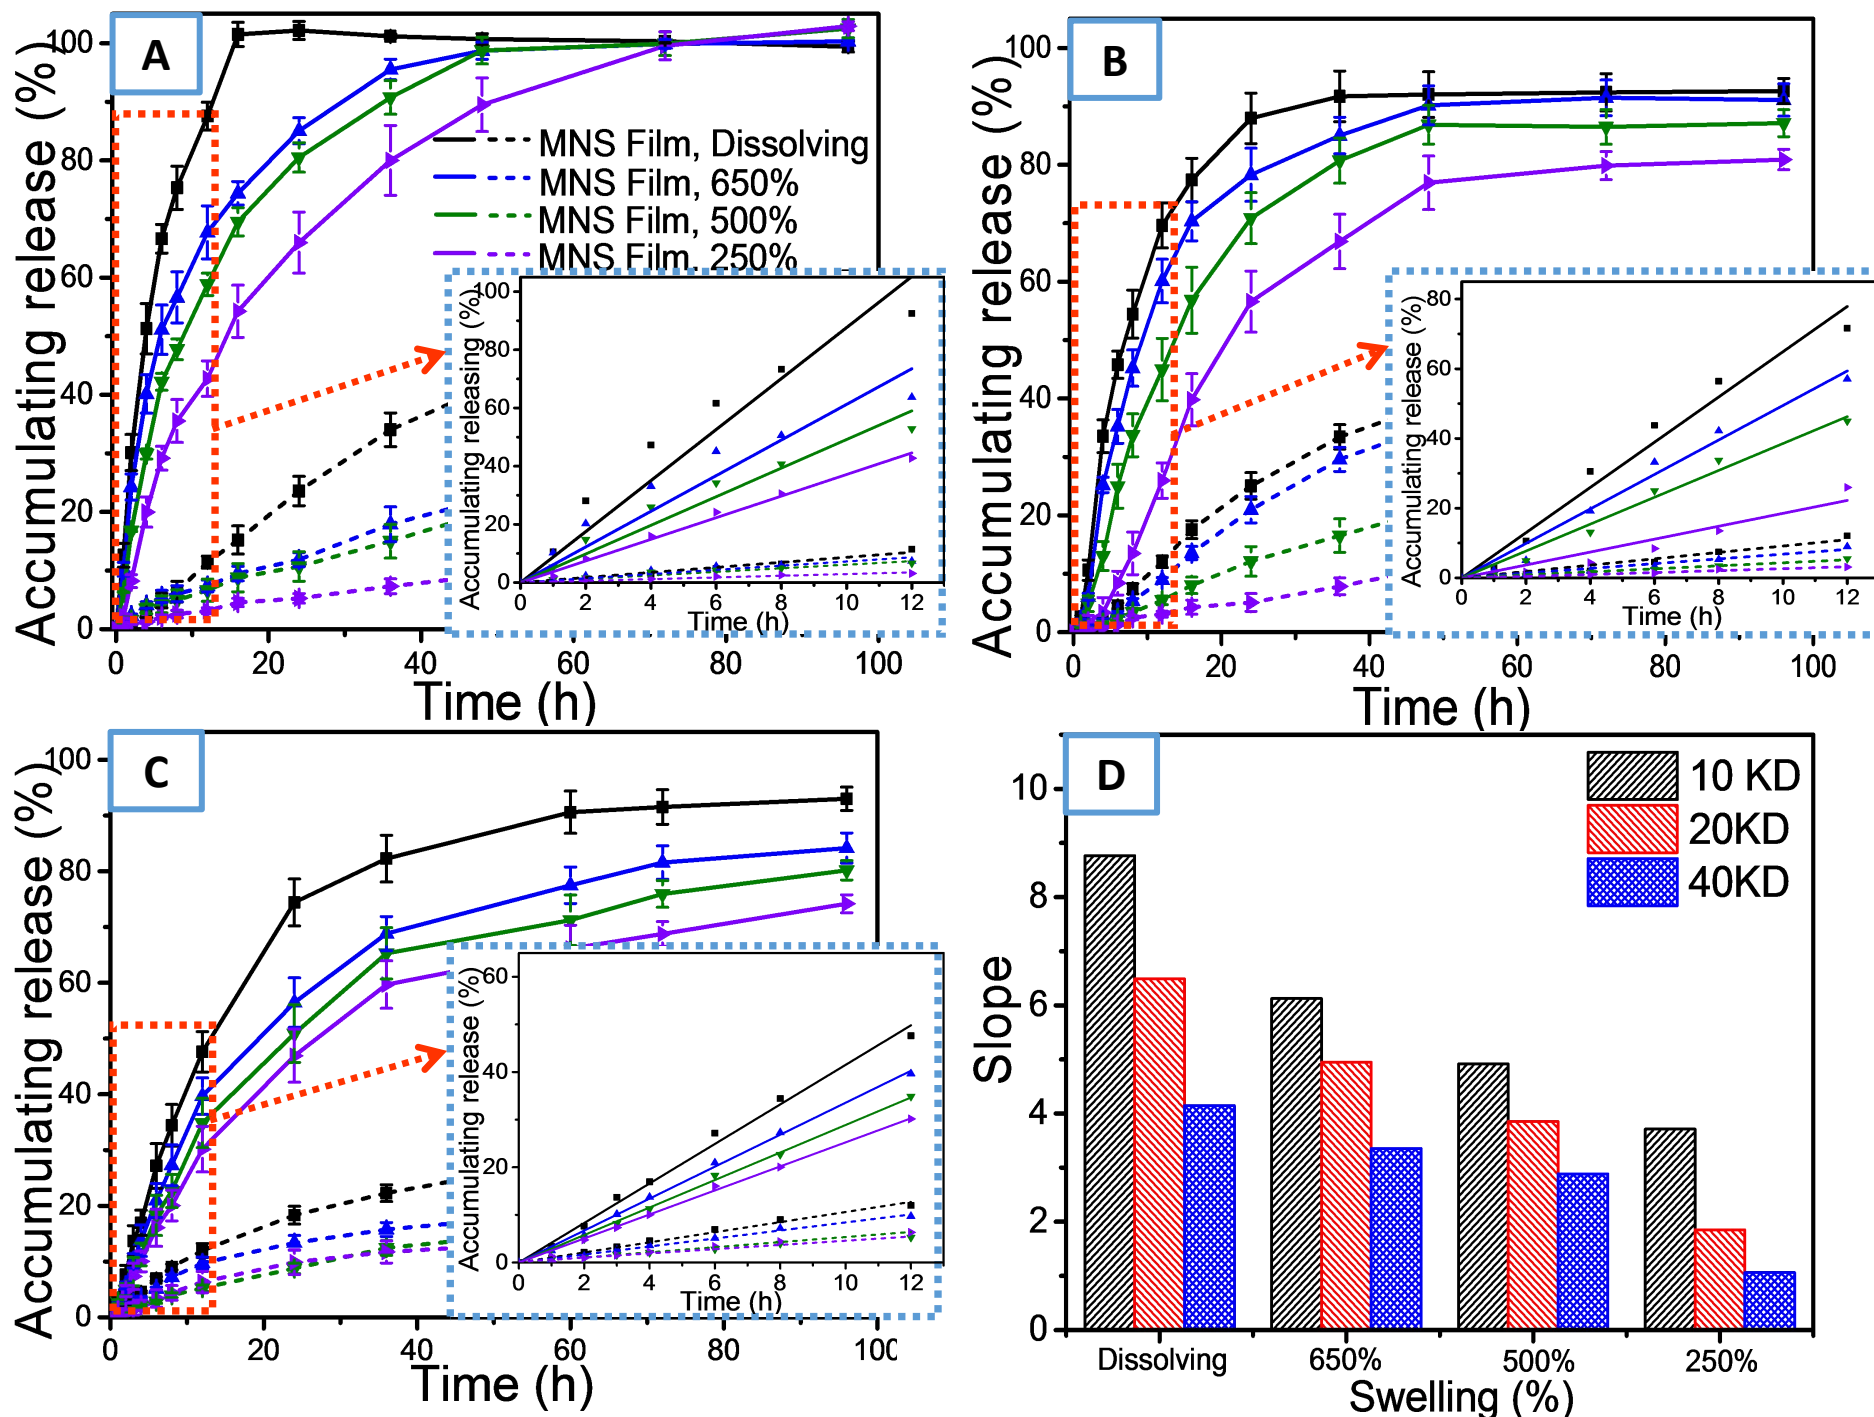 A
Accumulating release (%)
100
80
60
40
20
0
0 20 40 60 80 100
Time (h)
MNS Film, Dissolving
MNS Film, 650%
MNS Film, 500%
MNS Film, 250%
Accumulating releasing (%)
100
80
60
40
20
0
0 2 4 6 8 10 12
Time (h)
B
Accumulating release (%)
100
80
60
40
20
0
0 20 40 60 80 100
Time (h)
Accumulating release (%)
80
60
40
20
0
0 2 4 6 8 10 12
Time (h)
C
Accumulating release (%)
100
80
60
40
20
0
0 20 40 60 80 100
Time (h)
Accumulating release (%)
60
40
20
0
0 2 4 6 8 10 12
Time (h)
D
Slope
10
8
6
4
2
0
10 KD
20KD
40KD
Dissolving 650% 500% 250%
Swelling (%)